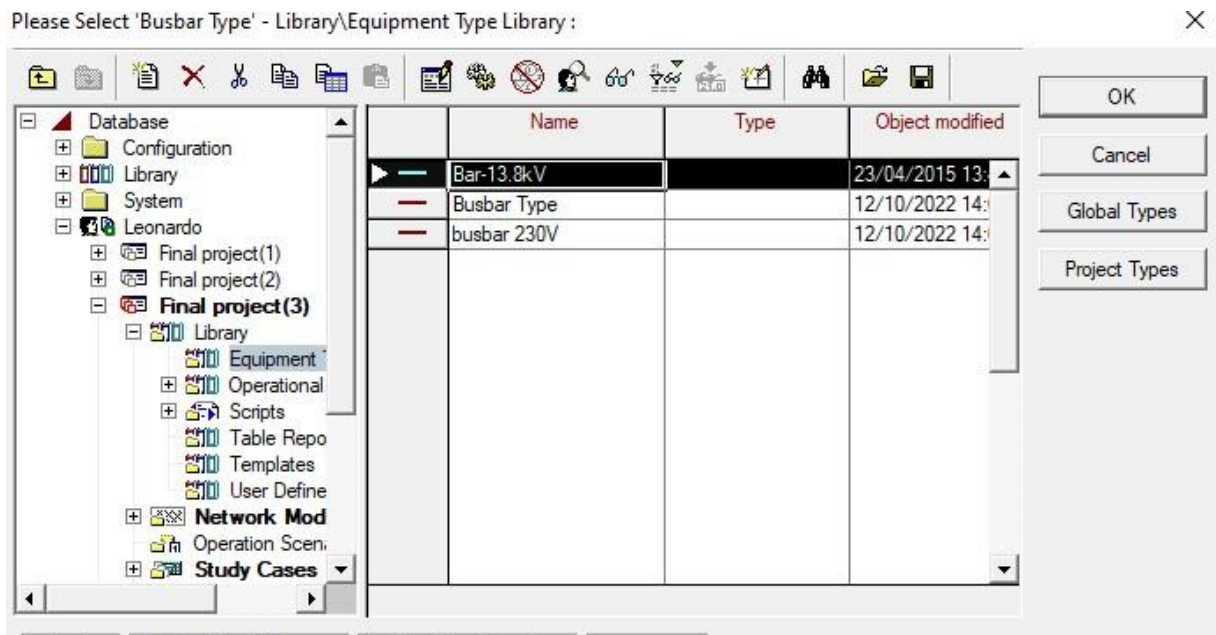 Please Select 'Busbar Type' - Library\Equipment Type Library :
Database
Configuration
Library
System
Leonardo
Final project(1)
Final project(2)
Final project(3)
Library
Equipment
Operational
Scripts
Table Repo
Templates
User Define
Network Mod
Operation Scen
Study Cases
Name Type Object modified
Bar-13.8kV 23/04/2015 13:
Busbar Type 12/10/2022 14:
busbar 230V 12/10/2022 14:
OK
Cancel
Global Types
Project Types